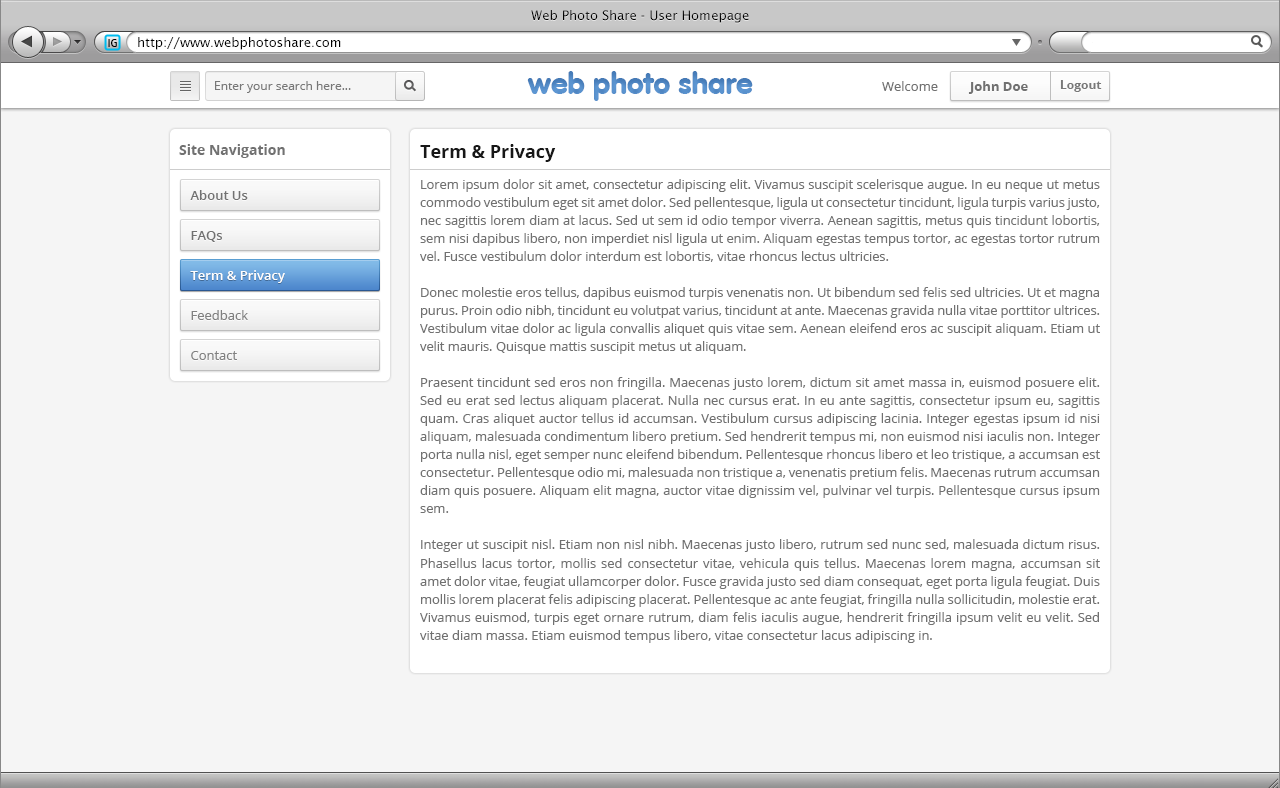 Web Photo Share - User Homepage
IG http://www.webphotoshare.com
Enter your search here...
web photo share
Welcome John Doe Logout
Site Navigation
About Us
FAQs
Term & Privacy
Feedback
Contact
Term & Privacy
Lorem ipsum dolor sit amet, consectetur adipiscing elit. Vivamus suscipit scelerisque augue. In eu neque ut metus
commodo vestibulum eget sit amet dolor. Sed pellentesque, ligula ut consectetur tincidunt, ligula turpis varius justo,
nec sagittis lorem diam at lacus. Sed ut sem id odio tempor viverra. Aenean sagittis, metus quis tincidunt lobortis,
sem nisi dapibus libero, non imperdiet nisl ligula ut enim. Aliquam egestas tempus tortor, ac egestas tortor rutrum
vel. Fusce vestibulum dolor interdum est lobortis, vitae rhoncus lectus ultricies.
Donec molestie eros tellus, dapibus euismod turpis venenatis non. Ut bibendum sed felis sed ultricies. Ut et magna
purus. Proin odio nibh, tincidunt eu volutpat varius, tincidunt at ante. Maecenas gravida nulla vitae porttitor ultrices.
Vestibulum vitae dolor ac ligula convallis aliquet quis vitae sem. Aenean eleifend eros ac suscipit aliquam. Etiam ut
velit mauris. Quisque mattis suscipit metus ut aliquam.
Praesent tincidunt sed eros non fringilla. Maecenas justo lorem, dictum sit amet massa in, euismod posuere elit.
Sed eu erat sed lectus aliquam placerat. Nulla nec cursus erat. In eu ante sagittis, consectetur ipsum eu, sagittis
quam. Cras aliquet auctor tellus id accumsan. Vestibulum cursus adipiscing lacinia. Integer egestas ipsum id nisi
aliquam, malesuada condimentum libero pretium. Sed hendrerit tempus mi, non euismod nisi iaculis non. Integer
porta nulla nisl, eget semper nunc eleifend bibendum. Pellentesque rhoncus libero et leo tristique, a accumsan est
consectetur. Pellentesque odio mi, malesuada non tristique a, venenatis pretium felis. Maecenas rutrum accumsan
diam quis posuere. Aliquam elit magna, auctor vitae dignissim vel, pulvinar vel turpis. Pellentesque cursus ipsum
sem.
Integer ut suscipit nisl. Etiam non nisl nibh. Maecenas justo libero, rutrum sed nunc sed, malesuada dictum risus.
Phasellus lacus tortor, mollis sed consectetur vitae, vehicula quis tellus. Maecenas lorem magna, accumsan sit
amet dolor vitae, feugiat ullamcorper dolor. Fusce gravida justo sed diam consequat, eget porta ligula feugiat. Duis
mollis lorem placerat felis adipiscing placerat. Pellentesque ac ante feugiat, fringilla nulla sollicitudin, molestie erat.
Vivamus euismod, turpis eget ornare rutrum, diam felis iaculis augue, hendrerit fringilla ipsum velit eu velit. Sed
vitae diam massa. Etiam euismod tempus libero, vitae consectetur lacus adipiscing in.